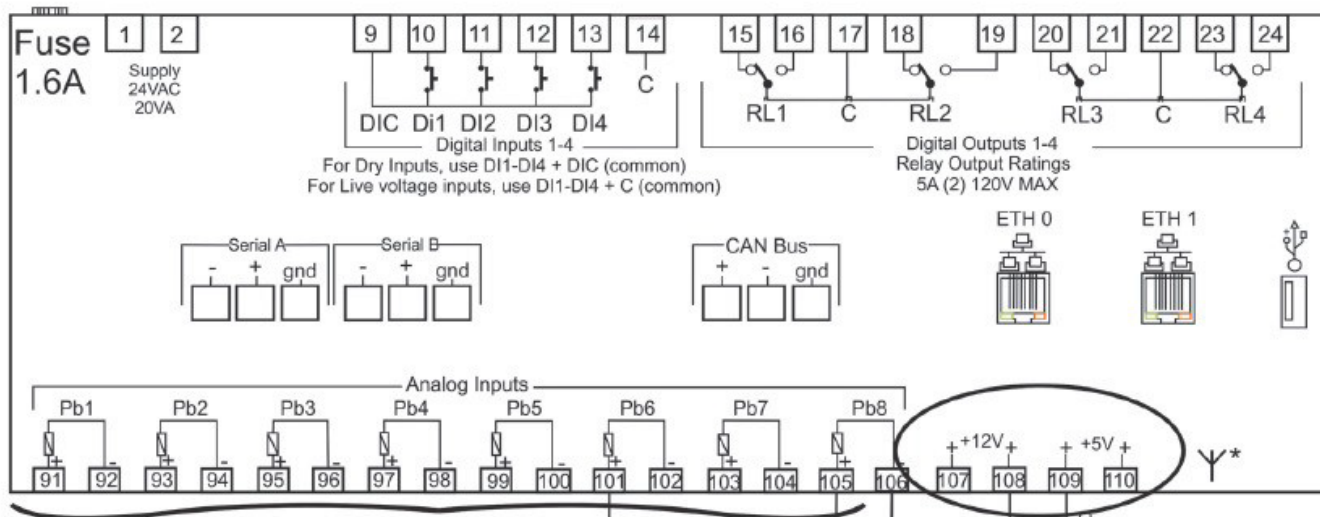 Fuse
1.6A
1 2
Supply
24VAC
20VA
9 10 11 12 13 14
C
DIC Di1 DI2 DI3 DI4
Digital Inputs 1-4
For Dry Inputs, use DI1-DI4 + DIC (common)
For Live voltage inputs, use DI1-DI4 + C (common)
15 16 17 18 19 20 21 22 23 24
RL1 C RL2 RL3 C RL4
Digital Outputs 1-4
Relay Output Ratings
5A (2) 120V MAX
Serial A
- + gnd
Serial B
- + gnd
CAN Bus
+ - gnd
ETH 0
ETH 1
Analog Inputs
Pb1 Pb2 Pb3 Pb4 Pb5 Pb6 Pb7 Pb8
+ - + - + - + - + - + - + - + -
+ +12V + + +5V +
*
91 92 93 94 95 96 97 98 99 100 101 102 103 104 105 106 107 108 109 110